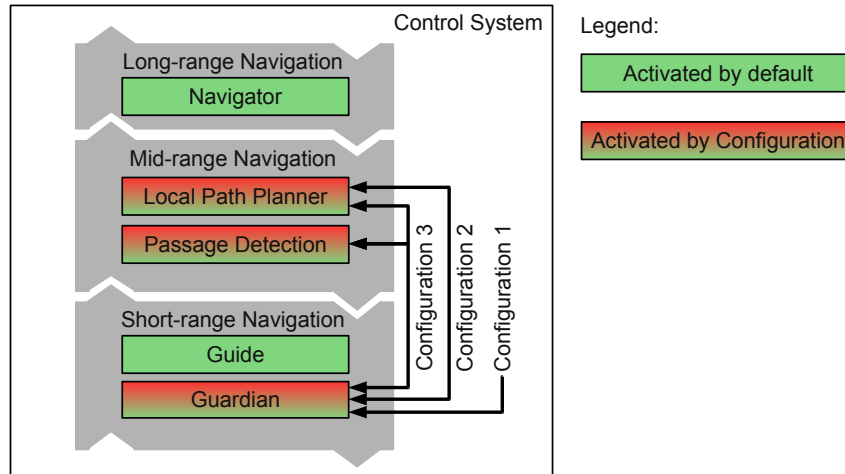 Control System
Legend:
Activated by default
Activated by Configuration
Long-range Navigation
Navigator
Mid-range Navigation
Local Path Planner
Passage Detection
Short-range Navigation
Guide
Guardian
Configuration 3
Configuration 2
Configuration 1